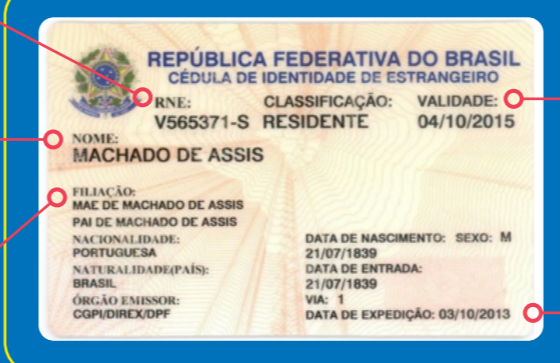 REPÚBLICA FEDERATIVA DO BRASIL
CÉDULA DE IDENTIDADE DE ESTRANGEIRO
RNE: CLASSIFICAÇÃO: VALIDADE:
V565371-S RESIDENTE 04/10/2015
NOME:
MACHADO DE ASSIS
FILIAÇÃO:
MAE DE MACHADO DE ASSIS
PAI DE MACHADO DE ASSIS
NACIONALIDADE:
PORTUGUESA
NATURALIDADE(PAÍS):
BRASIL
ÓRGÃO EMISSOR:
CGPI/DIREX/DPF
DATA DE NASCIMENTO: SEXO: M
21/07/1839
DATA DE ENTRADA:
21/07/1839
VIA: 1
DATA DE EXPEDIÇÃO: 03/10/2013